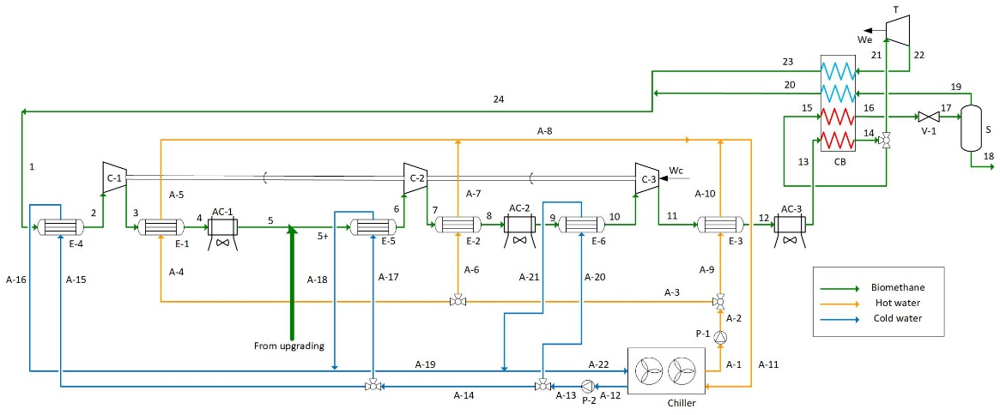 T
We
21
22
23
20
19
24
15
16
17
14
S
V-1
18
13
CB
A-8
1
C-1
C-2
C-3
Wc
A-5
A-7
A-10
2
3
4
AC-1
5
5+
6
7
8
AC-2
9
10
11
12
AC-3
E-4
E-1
E-5
E-2
E-6
E-3
A-16
A-15
A-4
A-18
A-17
A-6
A-21
A-20
A-9
A-3
A-2
P-1
From upgrading
A-19
A-22
A-1
A-11
A-14
A-13
P-2
A-12
Chiller
Biomethane
Hot water
Cold water